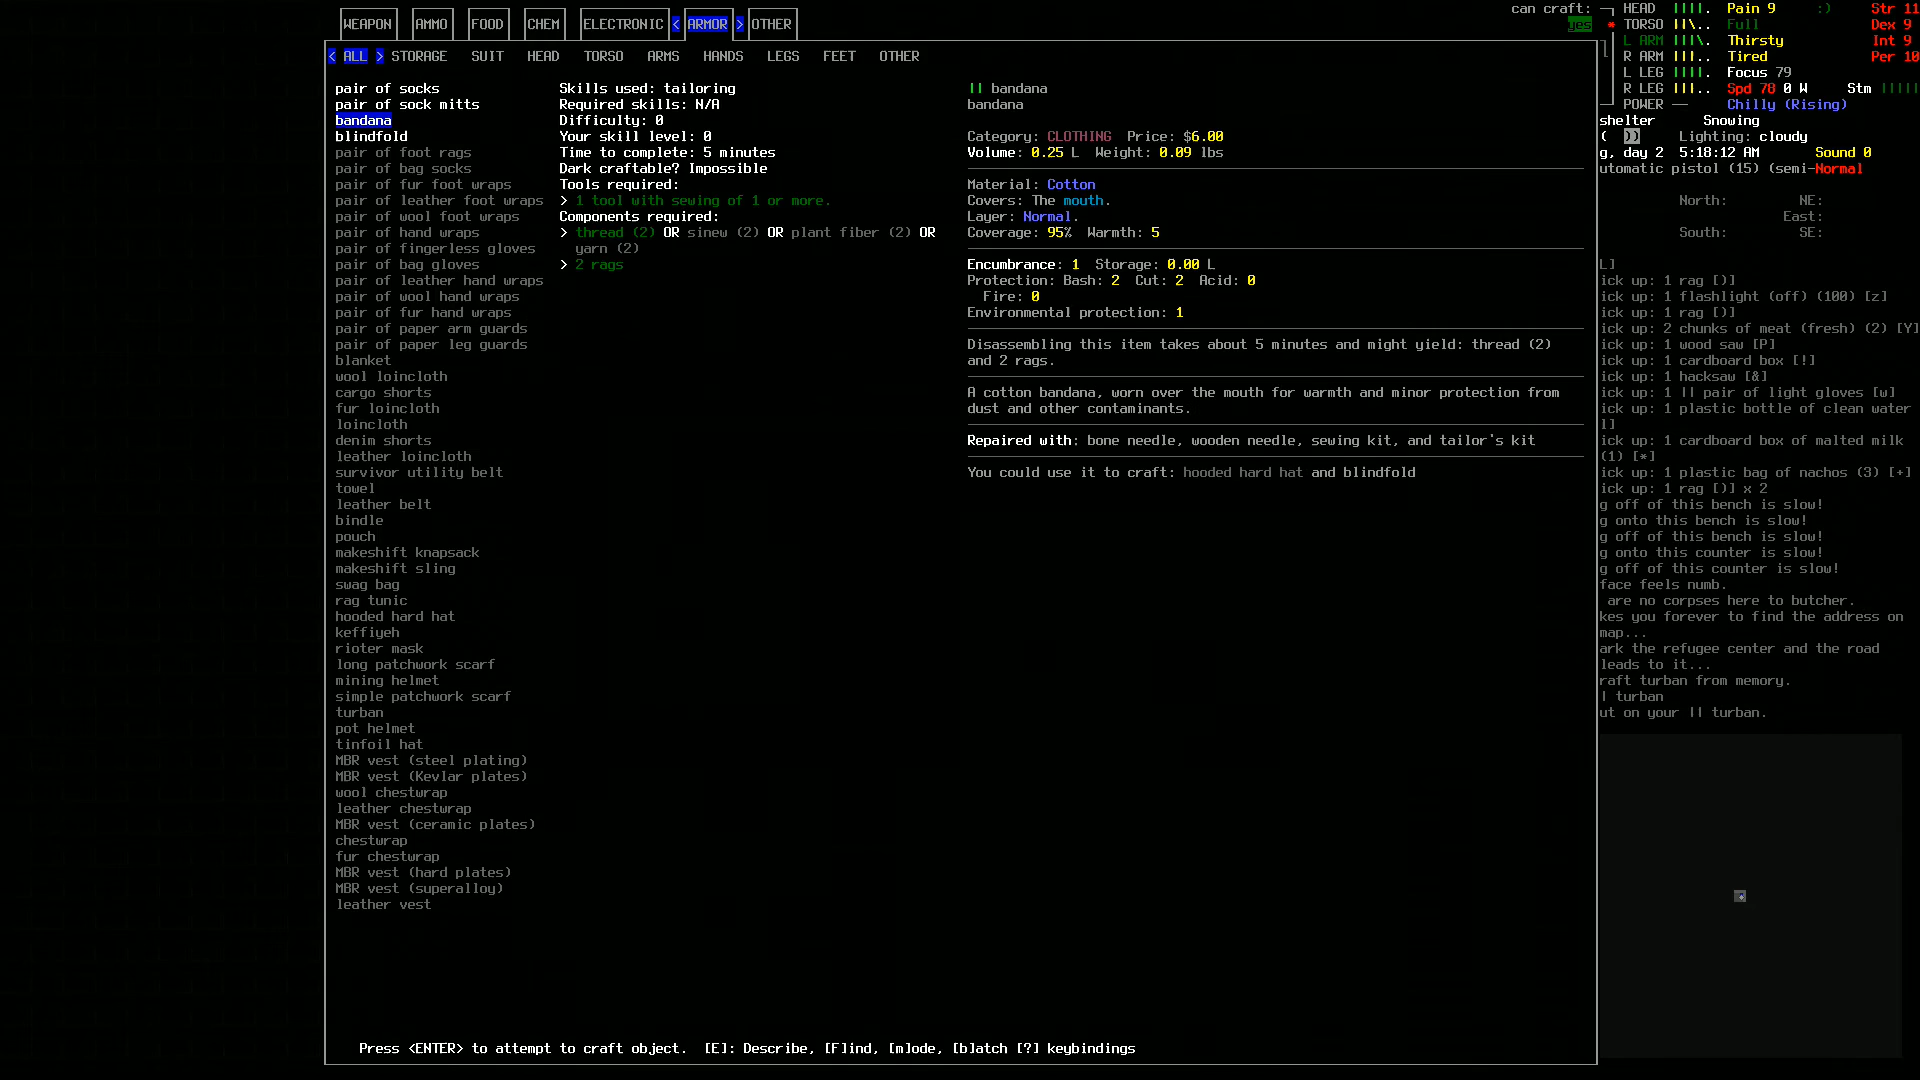 WEAPON AMMO FOOD CHEM ELECTRONIC < ARMOR > OTHER
can craft:
yes
< ALL > STORAGE SUIT HEAD TORSO ARMS HANDS LEGS FEET OTHER
pair of socks
pair of sock mitts
bandana
blindfold
pair of foot rags
pair of bag socks
pair of fur foot wraps
pair of leather foot wraps
pair of wool foot wraps
pair of hand wraps
pair of fingerless gloves
pair of bag gloves
pair of leather hand wraps
pair of wool hand wraps
pair of fur hand wraps
pair of paper arm guards
pair of paper leg guards
blanket
wool loincloth
cargo shorts
fur loincloth
loincloth
denim shorts
leather loincloth
survivor utility belt
towel
leather belt
bindle
pouch
makeshift knapsack
makeshift sling
swag bag
rag tunic
hooded hard hat
keffiyeh
rioter mask
long patchwork scarf
mining helmet
simple patchwork scarf
turban
pot helmet
tinfoil hat
MBR vest (steel plating)
MBR vest (Kevlar plates)
wool chestwrap
leather chestwrap
MBR vest (ceramic plates)
chestwrap
fur chestwrap
MBR vest (hard plates)
MBR vest (superalloy)
leather vest
Skills used: tailoring
Required skills: N/A
Difficulty: 0
Your skill level: 0
Time to complete: 5 minutes
Dark craftable? Impossible
Tools required:
> 1 tool with sewing of 1 or more.
Components required:
> thread (2) OR sinew (2) OR plant fiber (2) OR
yarn (2)
> 2 rags
|| bandana
bandana
Category: CLOTHING Price: $6.00
Volume: 0.25 L Weight: 0.09 lbs
Material: Cotton
Covers: The mouth.
Layer: Normal.
Coverage: 95% Warmth: 5
Encumbrance: 1 Storage: 0.00 L
Protection: Bash: 2 Cut: 2 Acid: 0
Fire: 0
Environmental protection: 1
Disassembling this item takes about 5 minutes and might yield: thread (2)
and 2 rags.
A cotton bandana, worn over the mouth for warmth and minor protection from
dust and other contaminants.
Repaired with: bone needle, wooden needle, sewing kit, and tailor's kit
You could use it to craft: hooded hard hat and blindfold
Press <ENTER> to attempt to craft object. [E]: Describe, [F]ind, [m]ode, [b]atch [?] keybindings
HEAD ||||. Pain 9 :) Str 11
* TORSO ||\.. Full Dex 9
L ARM |||\. Thirsty Int 9
R ARM |||.. Tired Per 10
L LEG ||||. Focus 79
R LEG |||.. Spd 78 0 W Stm |||||
POWER -- Chilly (Rising)
shelter Snowing
( )) Lighting: cloudy
g, day 2 5:18:12 AM Sound 0
utomatic pistol (15) (semi-Normal
North: NE:
East:
South: SE:
L]
ick up: 1 rag [)]
ick up: 1 flashlight (off) (100) [z]
ick up: 1 rag [)]
ick up: 2 chunks of meat (fresh) (2) [Y]
ick up: 1 wood saw [P]
ick up: 1 cardboard box [!]
ick up: 1 hacksaw [&]
ick up: 1 || pair of light gloves [w]
ick up: 1 plastic bottle of clean water
l]
ick up: 1 cardboard box of malted milk
(1) [*]
ick up: 1 plastic bag of nachos (3) [+]
ick up: 1 rag [)] x 2
g off of this bench is slow!
g onto this bench is slow!
g off of this bench is slow!
g onto this counter is slow!
g off of this counter is slow!
face feels numb.
are no corpses here to butcher.
kes you forever to find the address on
map...
ark the refugee center and the road
leads to it...
raft turban from memory.
| turban
ut on your || turban.